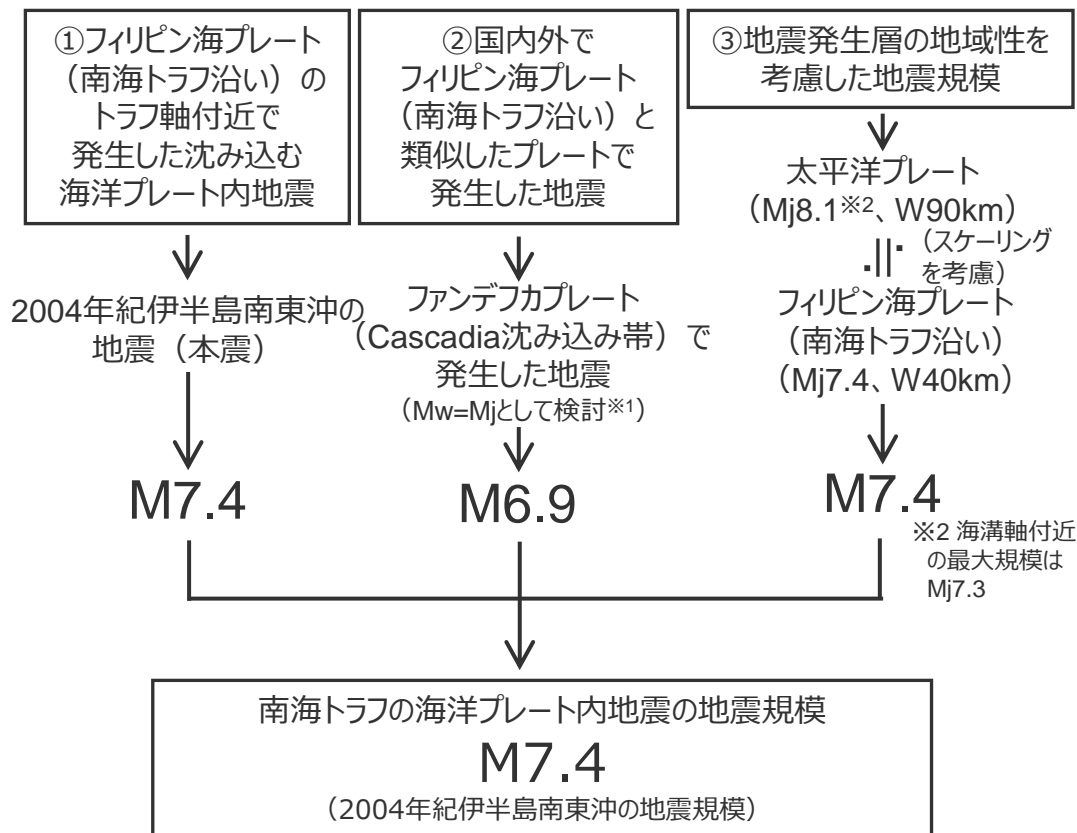 ①フィリピン海プレート
（南海トラフ沿い）の
トラフ軸付近で
発生した沈み込む
海洋プレート内地震
2004年紀伊半島南東沖の
地震（本震）
M7.4
②国内外で
フィリピン海プレート
（南海トラフ沿い）と
類似したプレートで
発生した地震
ファンデフカプレート
（Cascadia沈み込み帯）で
発生した地震
（Mw=Mjとして検討※1）
M6.9
③地震発生層の地域性を
考慮した地震規模
太平洋プレート
（Mj8.1※2、W90km）
.||･
（スケーリング
を考慮）
フィリピン海プレート
（南海トラフ沿い）
（Mj7.4、W40km）
M7.4
※2 海溝軸付近
の最大規模は
Mj7.3
南海トラフの海洋プレート内地震の地震規模
M7.4
（2004年紀伊半島南東沖の地震規模）